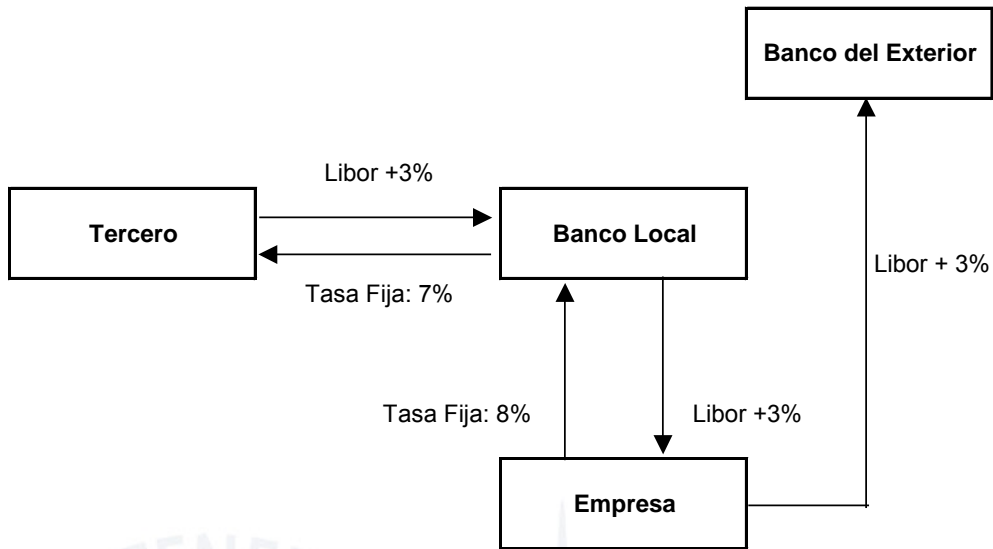 Banco del Exterior
Libor +3%
Tercero
Banco Local
Libor + 3%
Tasa Fija: 7%
Tasa Fija: 8%
Libor +3%
Empresa